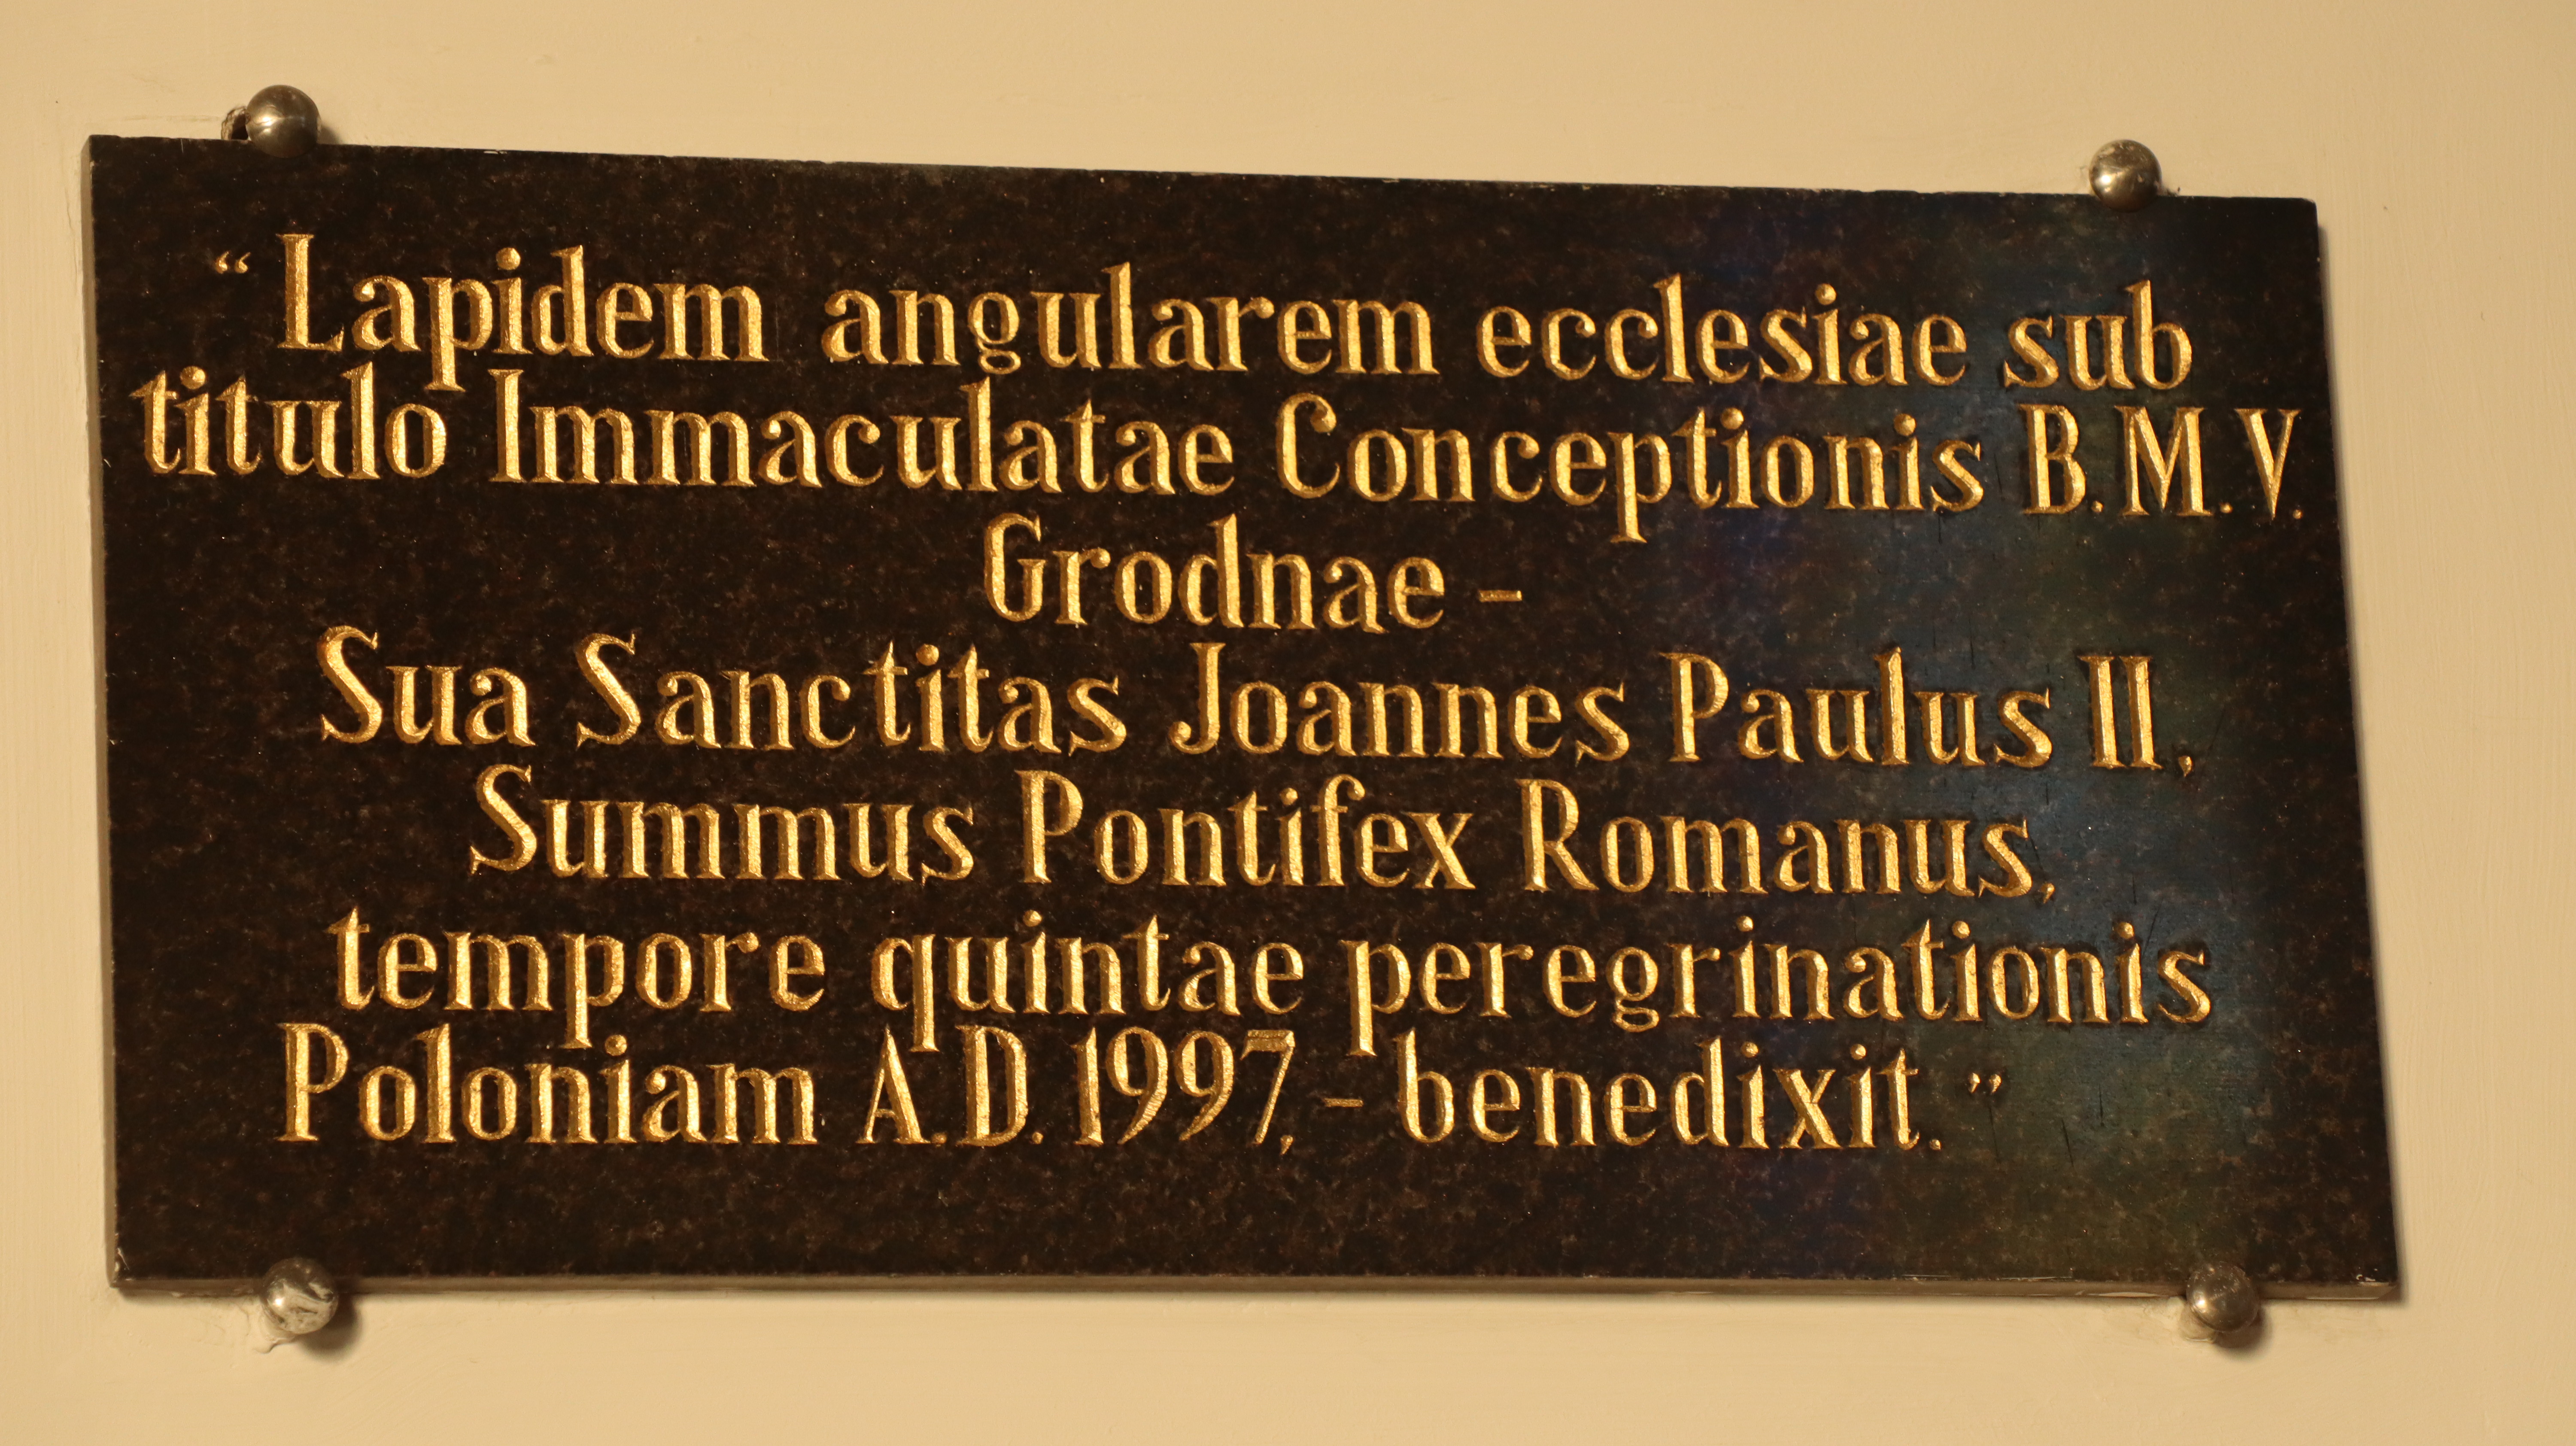 “Lapidem angularem ecclesiae sub
titulo Immaculatae Conceptionis B.M.V.
Grodnae –
Sua Sanctitas Joannes Paulus II,
Summus Pontifex Romanus,
tempore quintae peregrinationis
Poloniam A.D. 1997, – benedixit.”